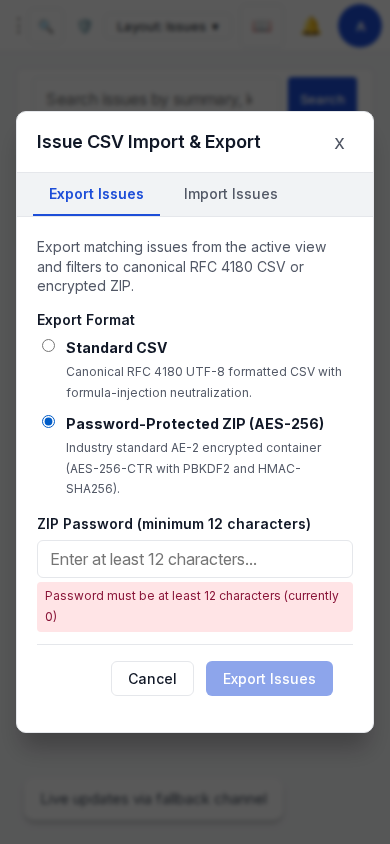 Layout: Issues ▾
Search issues by summary, k
Search
Issue CSV Import & Export
X
Export Issues
Import Issues
Export matching issues from the active view
and filters to canonical RFC 4180 CSV or
encrypted ZIP.
Export Format
Standard CSV
Canonical RFC 4180 UTF-8 formatted CSV with
formula-injection neutralization.
Password-Protected ZIP (AES-256)
Industry standard AE-2 encrypted container
(AES-256-CTR with PBKDF2 and HMAC-
SHA256).
ZIP Password (minimum 12 characters)
Enter at least 12 characters...
Password must be at least 12 characters (currently
0)
Cancel
Export Issues
Live updates via fallback channel